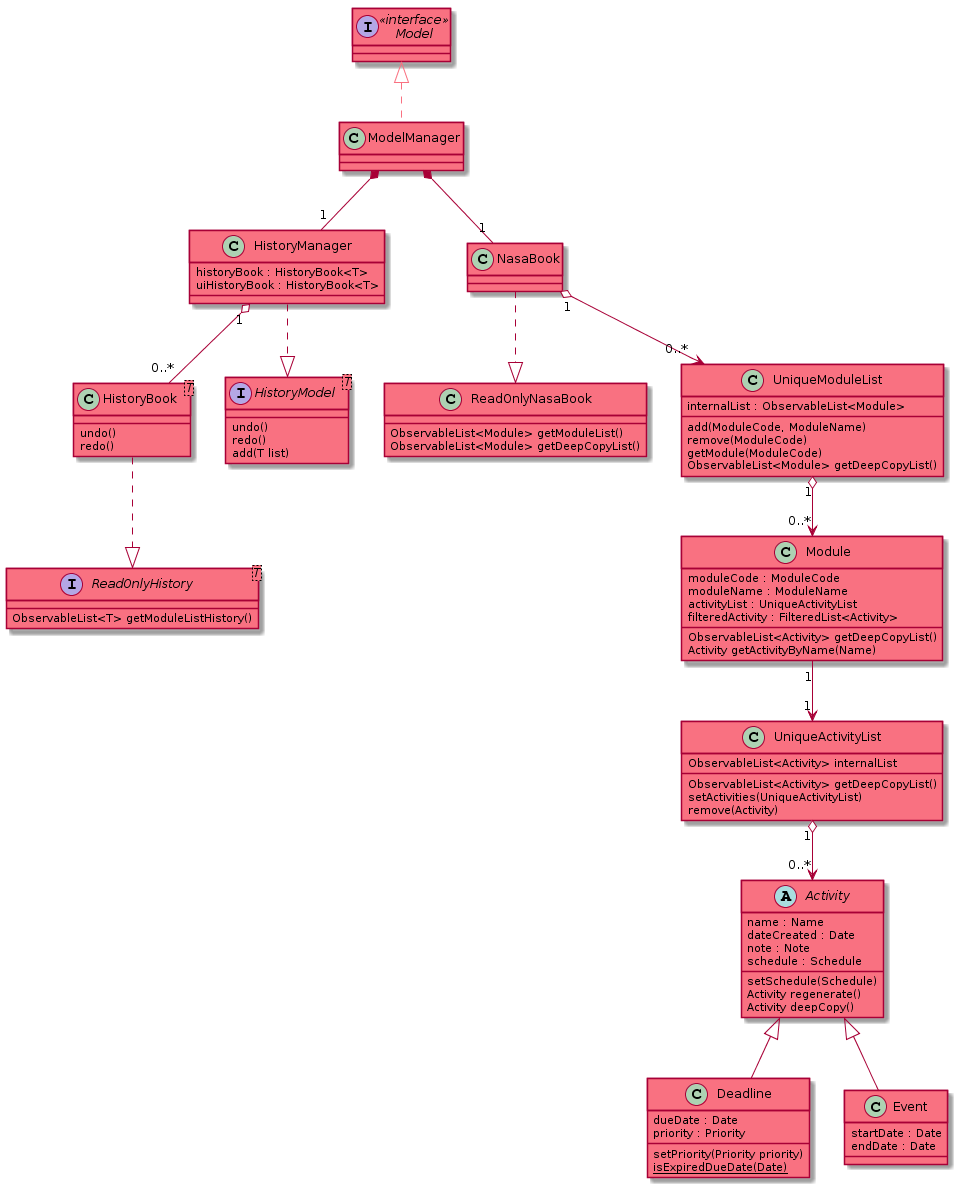 I
«interface»
Model
C ModelManager
1
1
C HistoryManager
historyBook : HistoryBook<T>
uiHistoryBook : HistoryBook<T>
C NasaBook
1
1
0..*
0..*
C HistoryBook
T
undo()
redo()
I HistoryModel
T
undo()
redo()
add(T list)
C ReadOnlyNasaBook
ObservableList<Module> getModuleList()
ObservableList<Module> getDeepCopyList()
C UniqueModuleList
internalList : ObservableList<Module>
add(ModuleCode, ModuleName)
remove(ModuleCode)
getModule(ModuleCode)
ObservableList<Module> getDeepCopyList()
1
0..*
I ReadOnlyHistory
T
ObservableList<T> getModuleListHistory()
C Module
moduleCode : ModuleCode
moduleName : ModuleName
activityList : UniqueActivityList
filteredActivity : FilteredList<Activity>
ObservableList<Activity> getDeepCopyList()
Activity getActivityByName(Name)
1
1
C UniqueActivityList
ObservableList<Activity> internalList
ObservableList<Activity> getDeepCopyList()
setActivities(UniqueActivityList)
remove(Activity)
1
0..*
A Activity
name : Name
dateCreated : Date
note : Note
schedule : Schedule
setSchedule(Schedule)
Activity regenerate()
Activity deepCopy()
C Deadline
dueDate : Date
priority : Priority
setPriority(Priority priority)
isExpiredDueDate(Date)
C Event
startDate : Date
endDate : Date